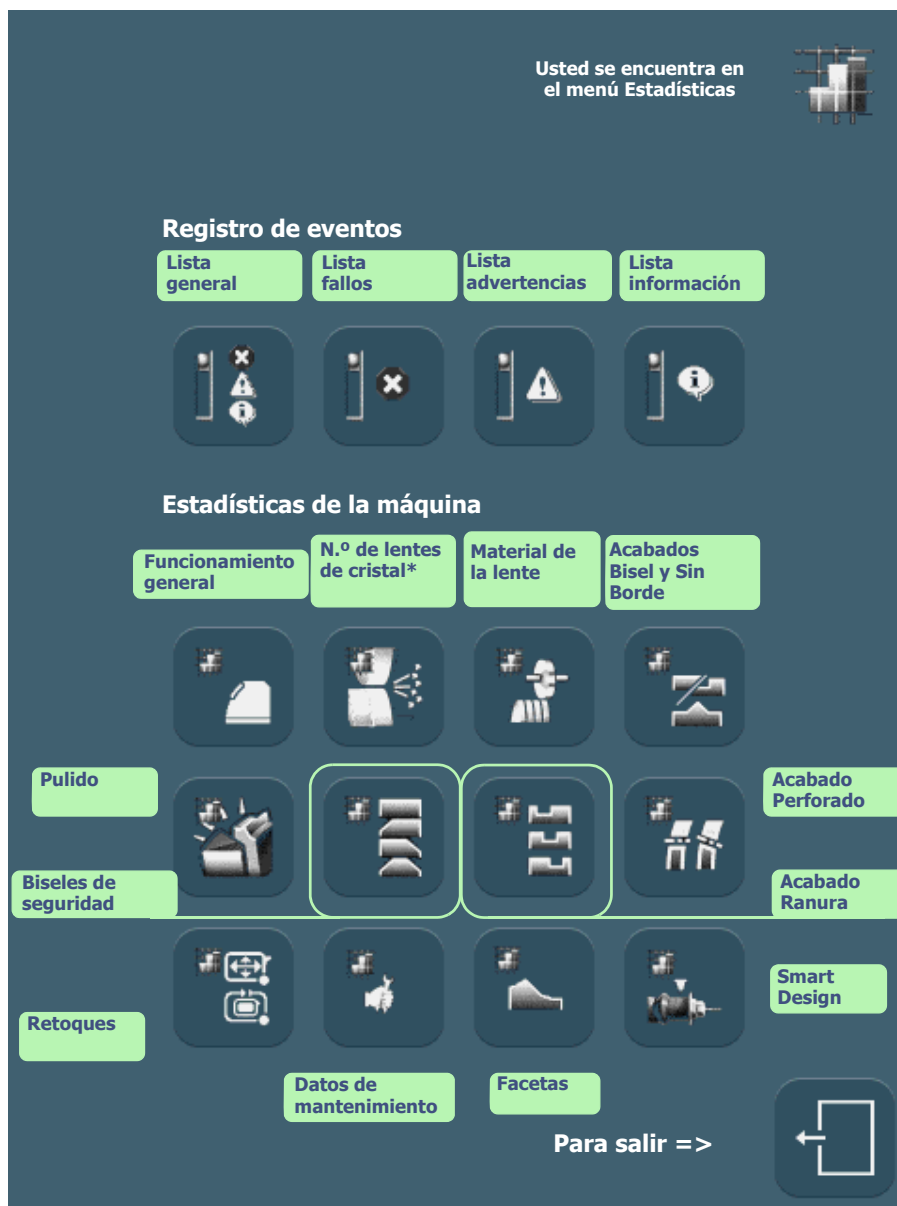 Usted se encuentra en
el menú Estadísticas
Registro de eventos
Lista
general
Lista
fallos
Lista
advertencias
Lista
información
Estadísticas de la máquina
Funcionamiento
general
N.º de lentes
de cristal*
Material de
la lente
Acabados
Bisel y Sin
Borde
Pulido
Acabado
Perforado
Biseles de
seguridad
Acabado
Ranura
Retoques
Smart
Design
Datos de
mantenimiento
Facetas
Para salir =>